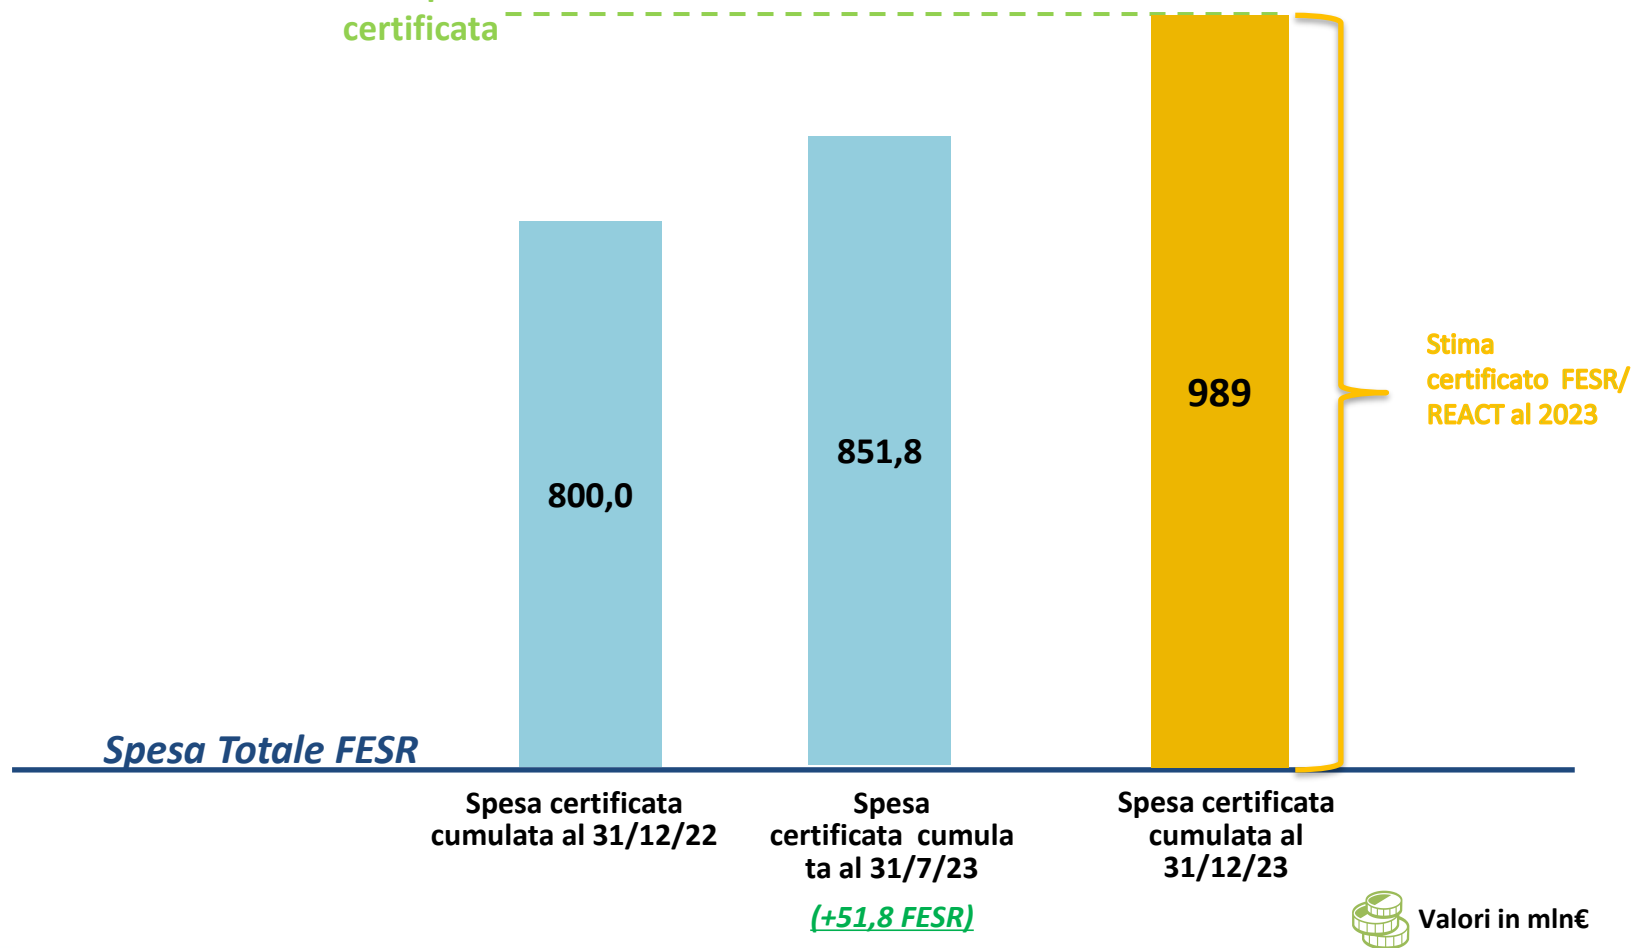 certificata
989
Stima
certificato FESR/
REACT al 2023
851,8
800,0
Spesa Totale FESR
Spesa certificata
cumulata al 31/12/22
Spesa
certificata cumula
ta al 31/7/23
(+51,8 FESR)
Spesa certificata
cumulata al
31/12/23
Valori in mln€